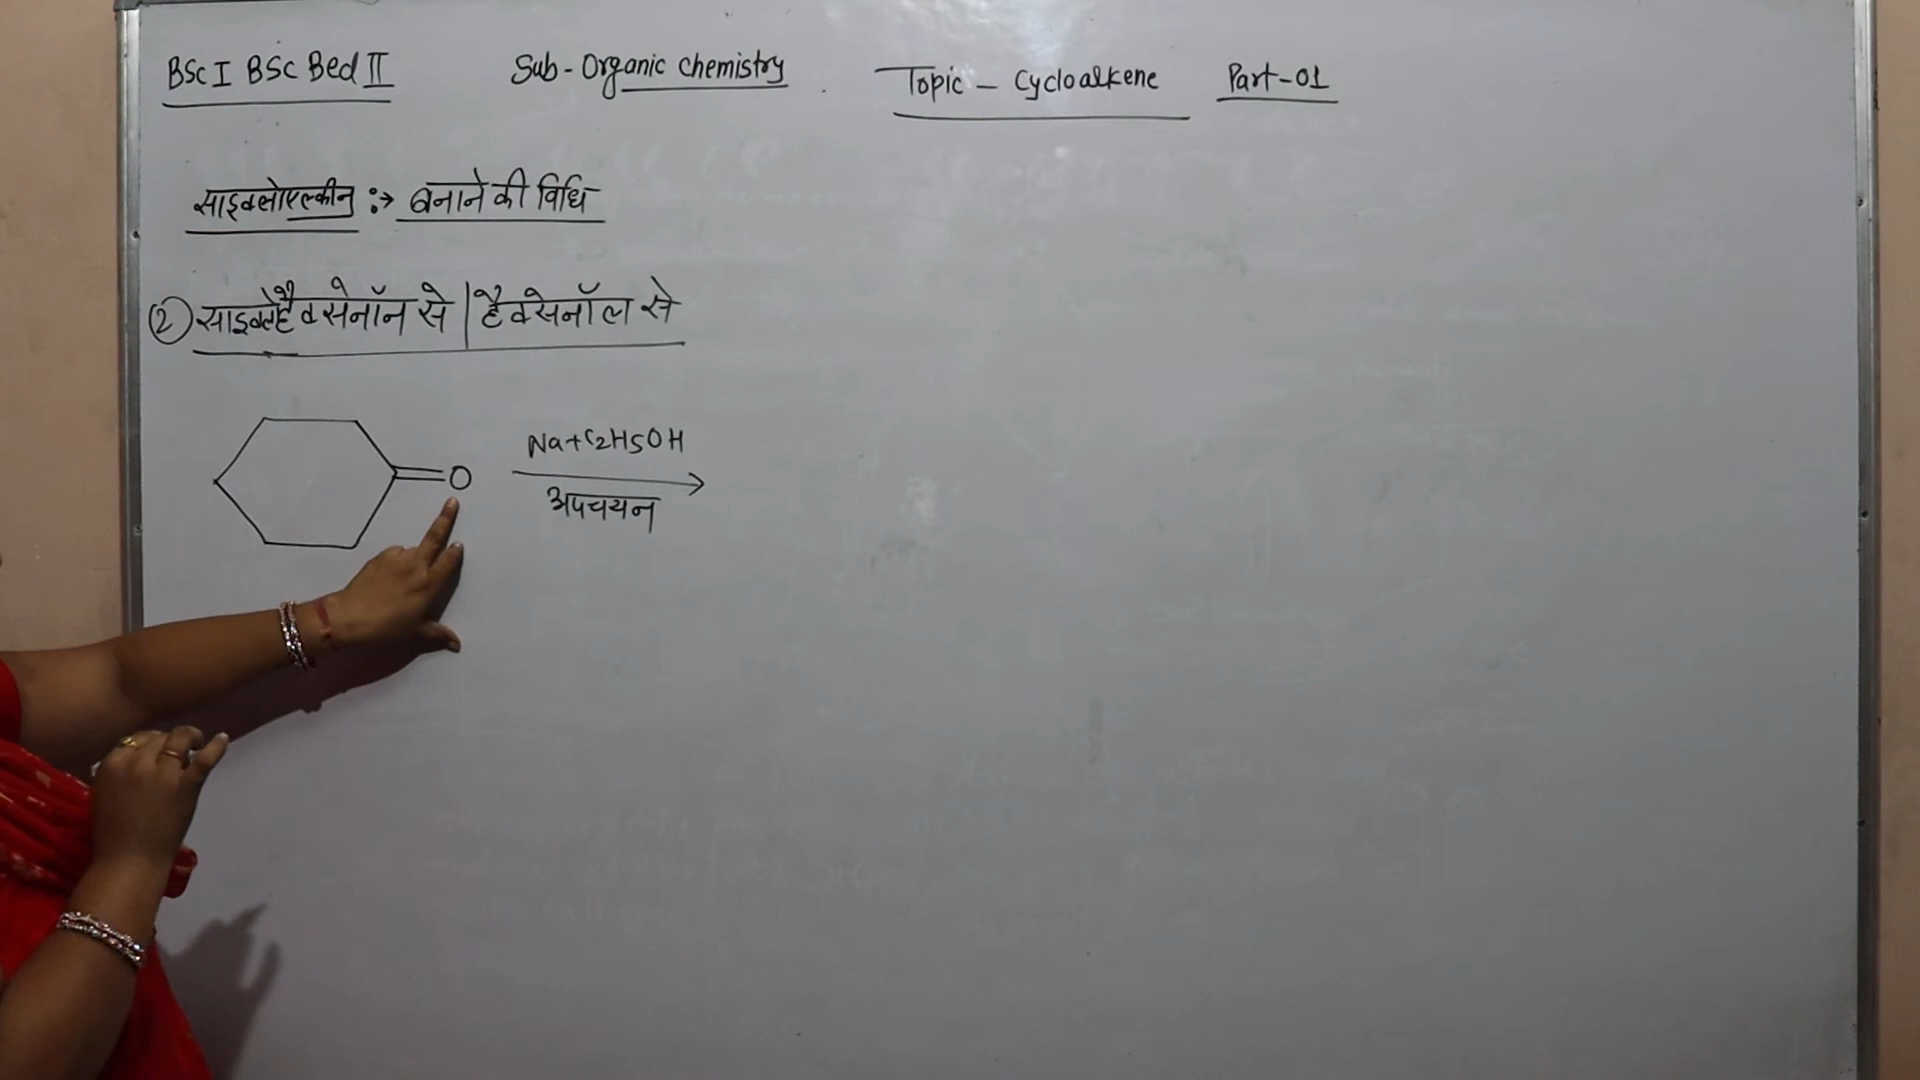 BSc I BSc Bed II Sub-Organic chemistry Topic – Cycloalkene Part-01
साइक्लोएल्कीन :→ बनाने की विधि
② साइक्लोहैक्सेनॉन से | हैक्सेनॉल से
Na+C2H5OH
O
अपचयन